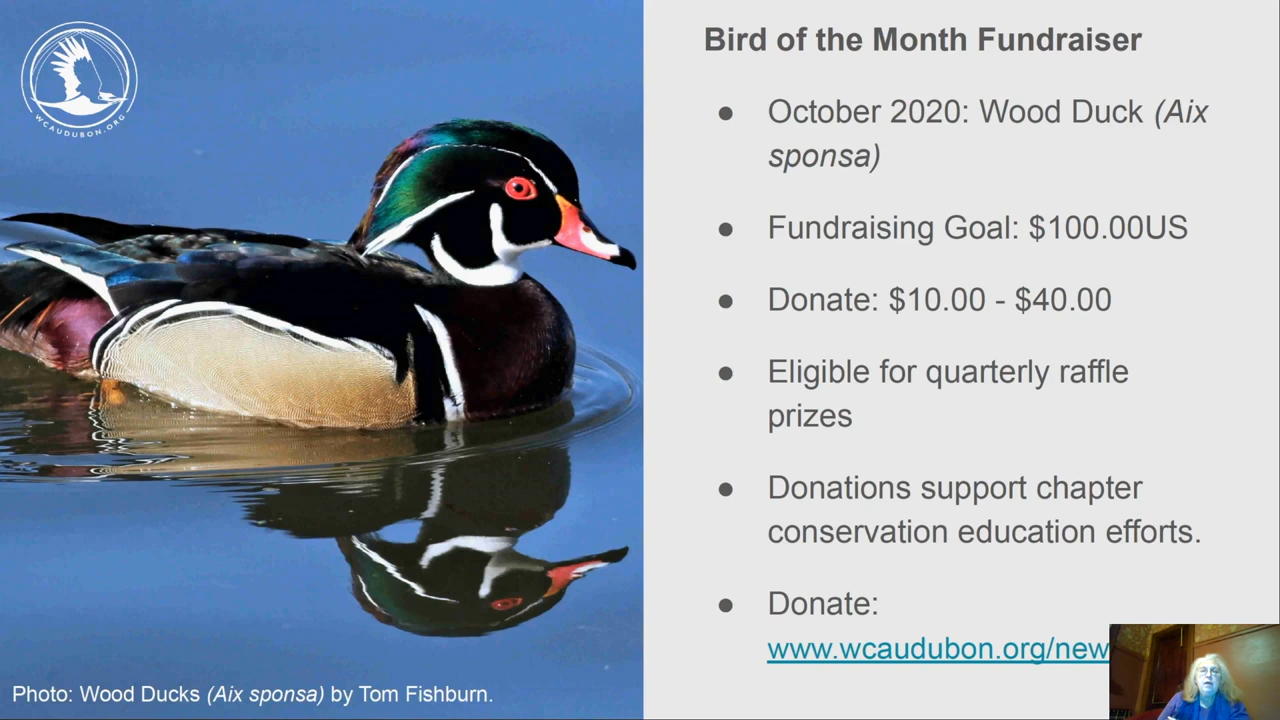 WCAUDUBON.ORG
Bird of the Month Fundraiser
● October 2020: Wood Duck (Aix
sponsa)
● Fundraising Goal: $100.00US
● Donate: $10.00 - $40.00
● Eligible for quarterly raffle
prizes
● Donations support chapter
conservation education efforts.
● Donate:
www.wcaudubon.org/new
Photo: Wood Ducks (Aix sponsa) by Tom Fishburn.